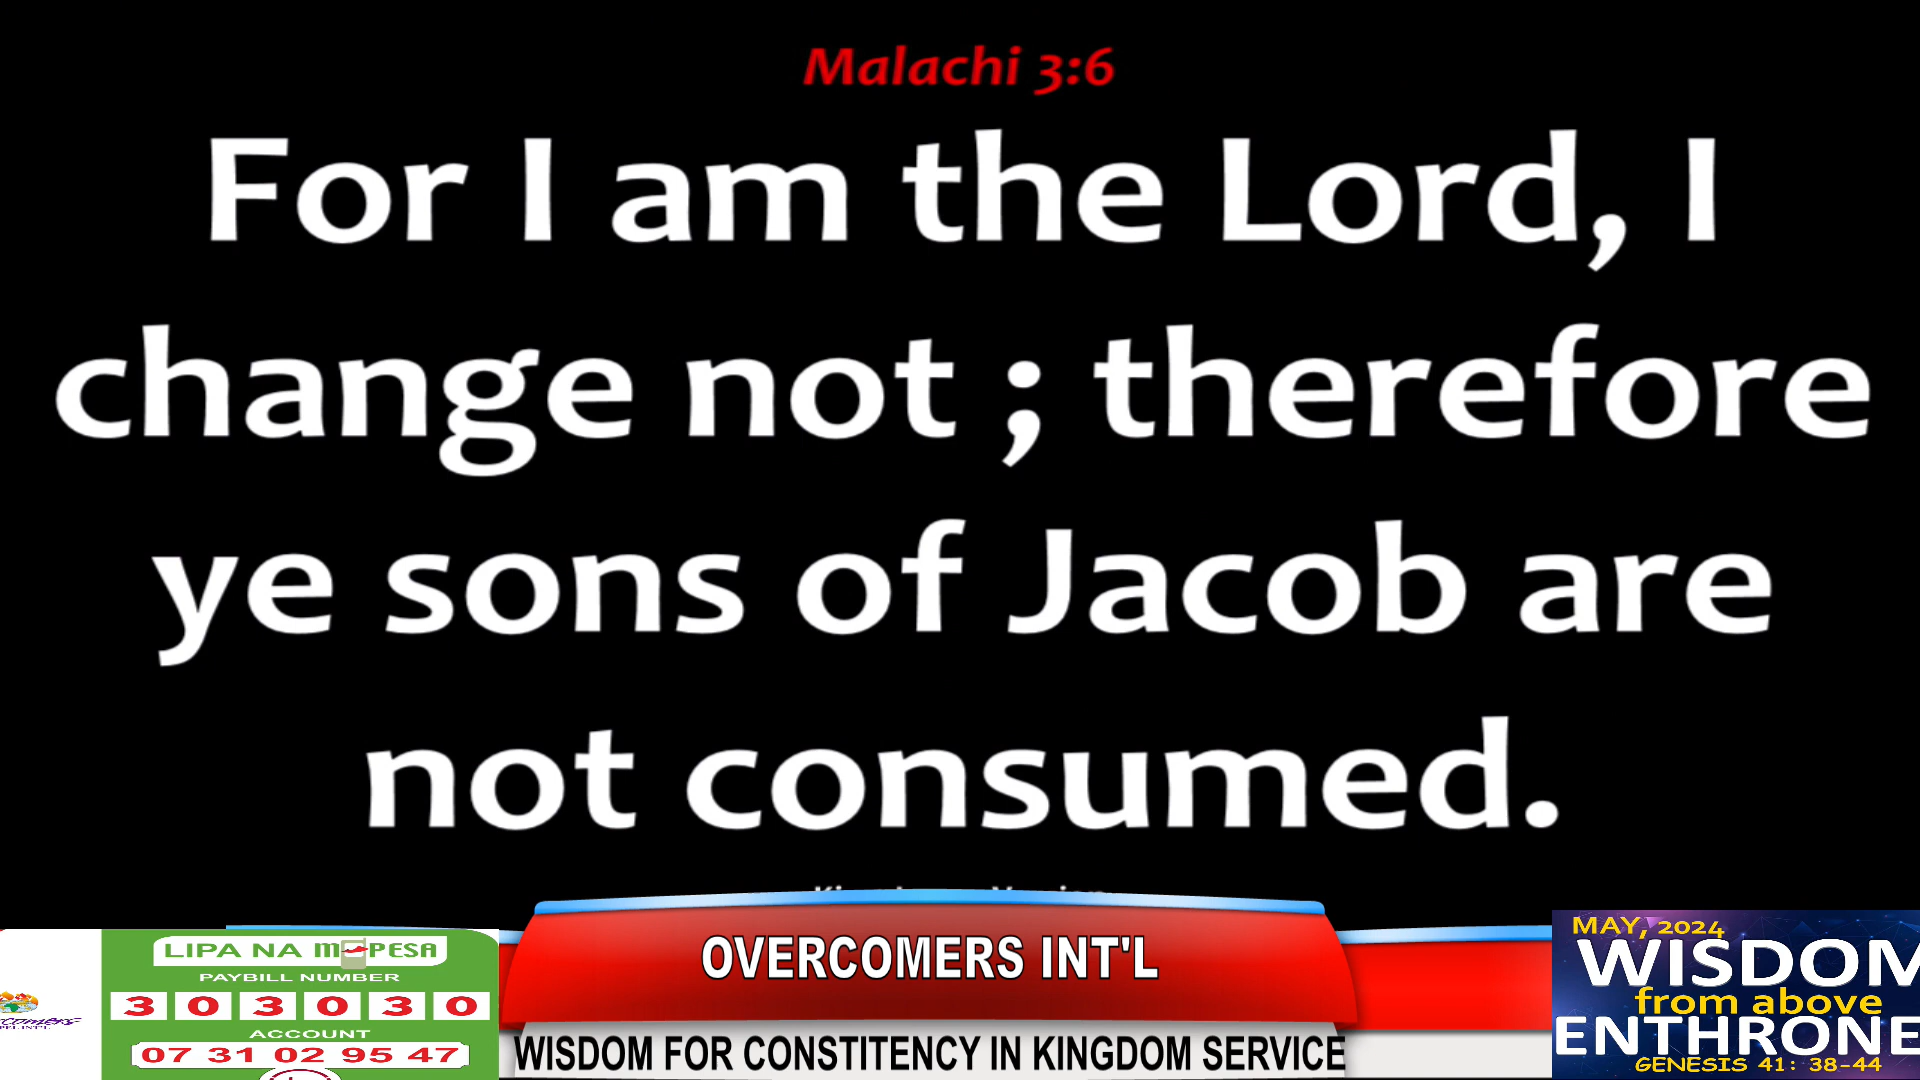 Malachi 3:6
For I am the Lord, I
change not ; therefore
ye sons of Jacob are
not consumed.
OVERCOMERS INT'L
WISDOM FOR CONSTITENCY IN KINGDOM SERVICE
LIPA NA M-PESA
PAYBILL NUMBER
3 0 3 0 3 0
ACCOUNT
07 31 02 95 47
MAY, 2024
WISDOM
from above
ENTHRONE
GENESIS 41: 38-44